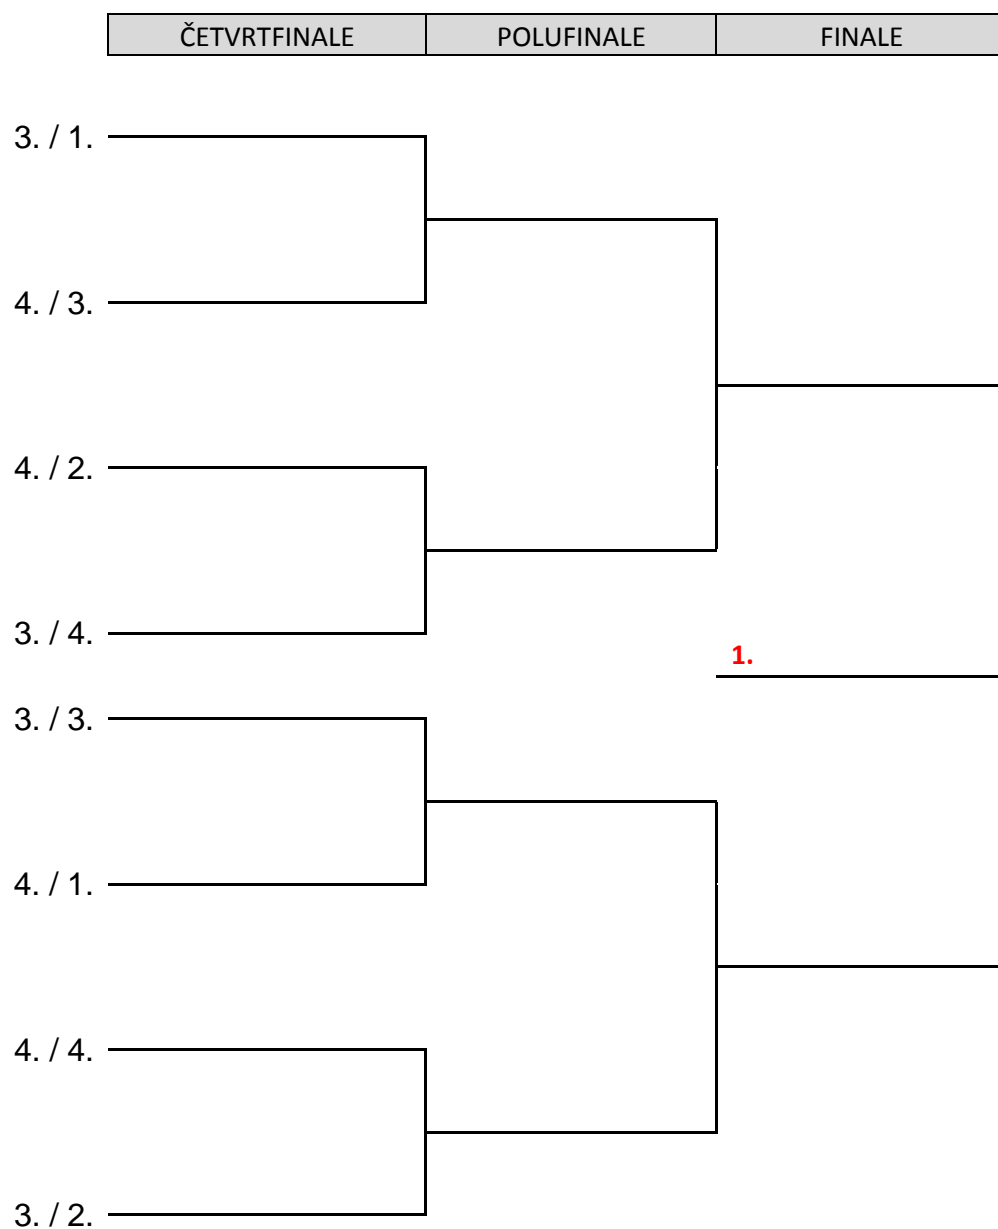 ČETVRTFINALE POLUFINALE FINALE
3. / 1.
4. / 3.
4. / 2.
3. / 4.
1.
3. / 3.
4. / 1.
4. / 4.
3. / 2.